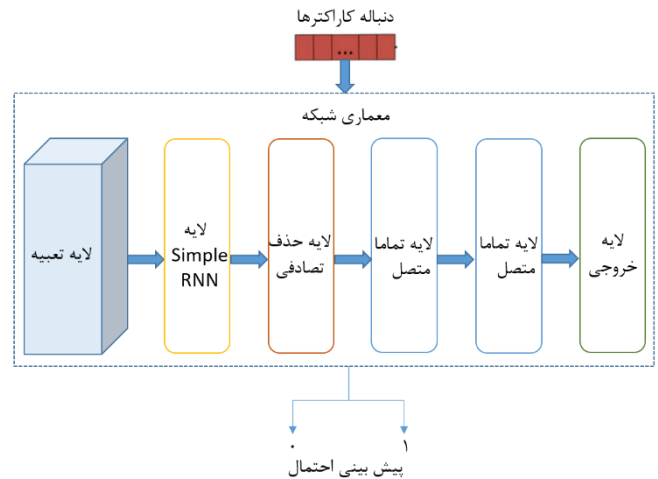 دنباله کاراکترها
...
معماری شبکه
لایه تعبیه
لایه
Simple
RNN
لایه حذف
تصادفی
لایه تماما
متصل
لایه تماما
متصل
لایه
خروجی
۰ ۱
پیش بینی احتمال